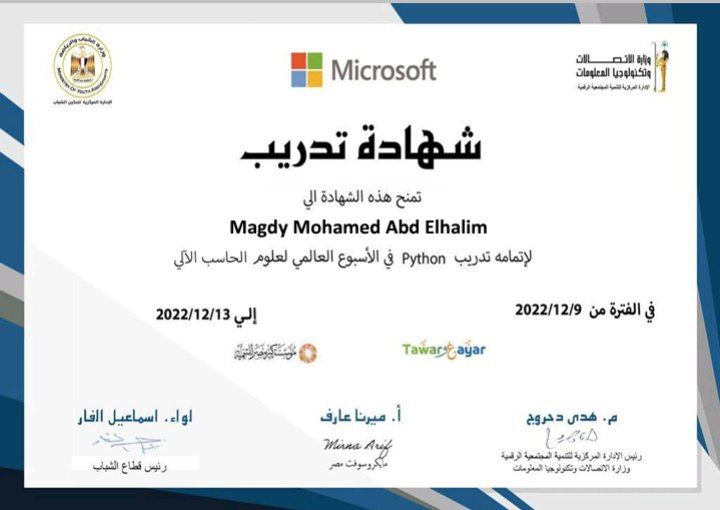 وزارة الشباب والرياضة
MINISTRY OF YOUTH AND SPORTS
الإدارة المركزية لتمكين الشباب
Microsoft
وزارة الاتصالات
وتكنولوجيا المعلومات
الإدارة المركزية للتنمية المجتمعية الرقمية
شهادة تدريب
تمنح هذه الشهادة الي
Magdy Mohamed Abd Elhalim
لإتمامه تدريب Python في الأسبوع العالمي لعلوم الحاسب الآلي
في الفترة من 2022/12/9
إلي 2022/12/13
Tawar وغير Gayar
مؤسسة كير مصر للتنمية
م. هدى دحروج
رئيس الإدارة المركزية للتنمية المجتمعية الرقمية
وزارة الاتصالات وتكنولوجيا المعلومات
أ. ميرنا عارف
Mirna Arif
مايكروسوفت مصر
لواء. اسماعيل الفار
رئيس قطاع الشباب